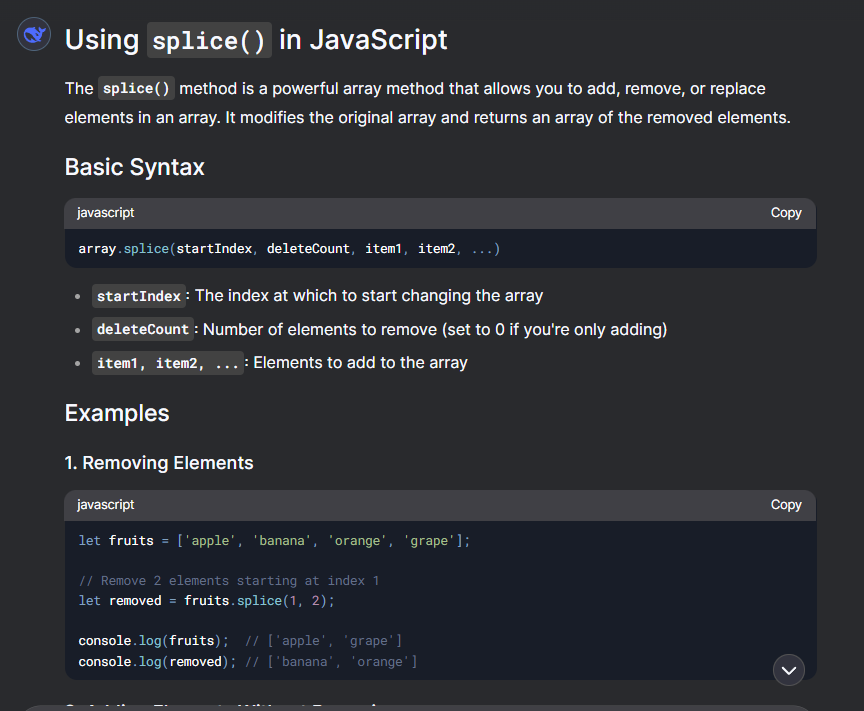 Using splice() in JavaScript
The splice() method is a powerful array method that allows you to add, remove, or replace
elements in an array. It modifies the original array and returns an array of the removed elements.
Basic Syntax
javascript Copy
array.splice(startIndex, deleteCount, item1, item2, ...)
startIndex: The index at which to start changing the array
deleteCount: Number of elements to remove (set to 0 if you're only adding)
item1, item2, ...: Elements to add to the array
Examples
1. Removing Elements
javascript Copy
let fruits = ['apple', 'banana', 'orange', 'grape'];
// Remove 2 elements starting at index 1
let removed = fruits.splice(1, 2);
console.log(fruits);  // ['apple', 'grape']
console.log(removed); // ['banana', 'orange']